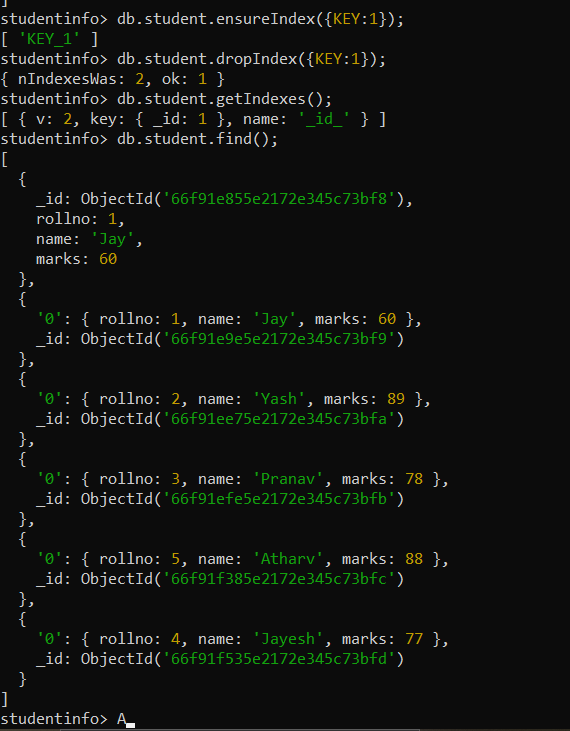 ]
studentinfo> db.student.ensureIndex({KEY:1});
[ 'KEY_1' ]
studentinfo> db.student.dropIndex({KEY:1});
{ nIndexesWas: 2, ok: 1 }
studentinfo> db.student.getIndexes();
[ { v: 2, key: { _id: 1 }, name: '_id_' } ]
studentinfo> db.student.find();
[
  {
    _id: ObjectId('66f91e855e2172e345c73bf8'),
    rollno: 1,
    name: 'Jay',
    marks: 60
  },
  {
    '0': { rollno: 1, name: 'Jay', marks: 60 },
    _id: ObjectId('66f91e9e5e2172e345c73bf9')
  },
  {
    '0': { rollno: 2, name: 'Yash', marks: 89 },
    _id: ObjectId('66f91ee75e2172e345c73bfa')
  },
  {
    '0': { rollno: 3, name: 'Pranav', marks: 78 },
    _id: ObjectId('66f91efe5e2172e345c73bfb')
  },
  {
    '0': { rollno: 5, name: 'Atharv', marks: 88 },
    _id: ObjectId('66f91f385e2172e345c73bfc')
  },
  {
    '0': { rollno: 4, name: 'Jayesh', marks: 77 },
    _id: ObjectId('66f91f535e2172e345c73bfd')
  }
]
studentinfo> A